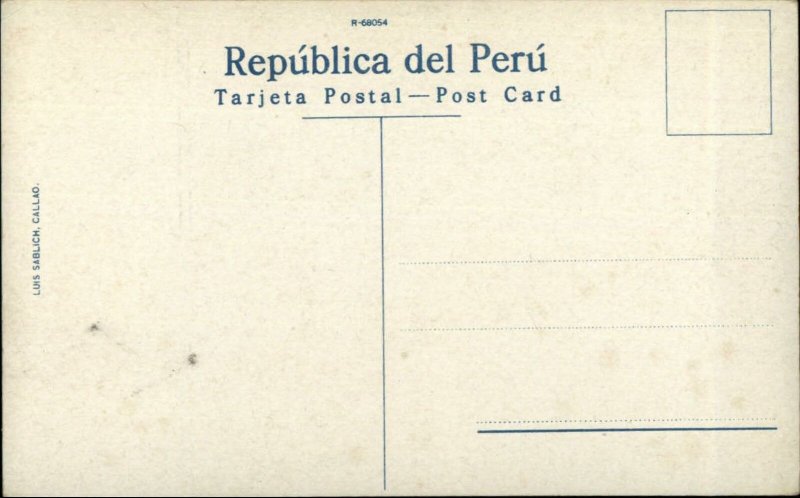 R-68054
República del Perú
Tarjeta Postal — Post Card
LUIS SABLICH, CALLAO.